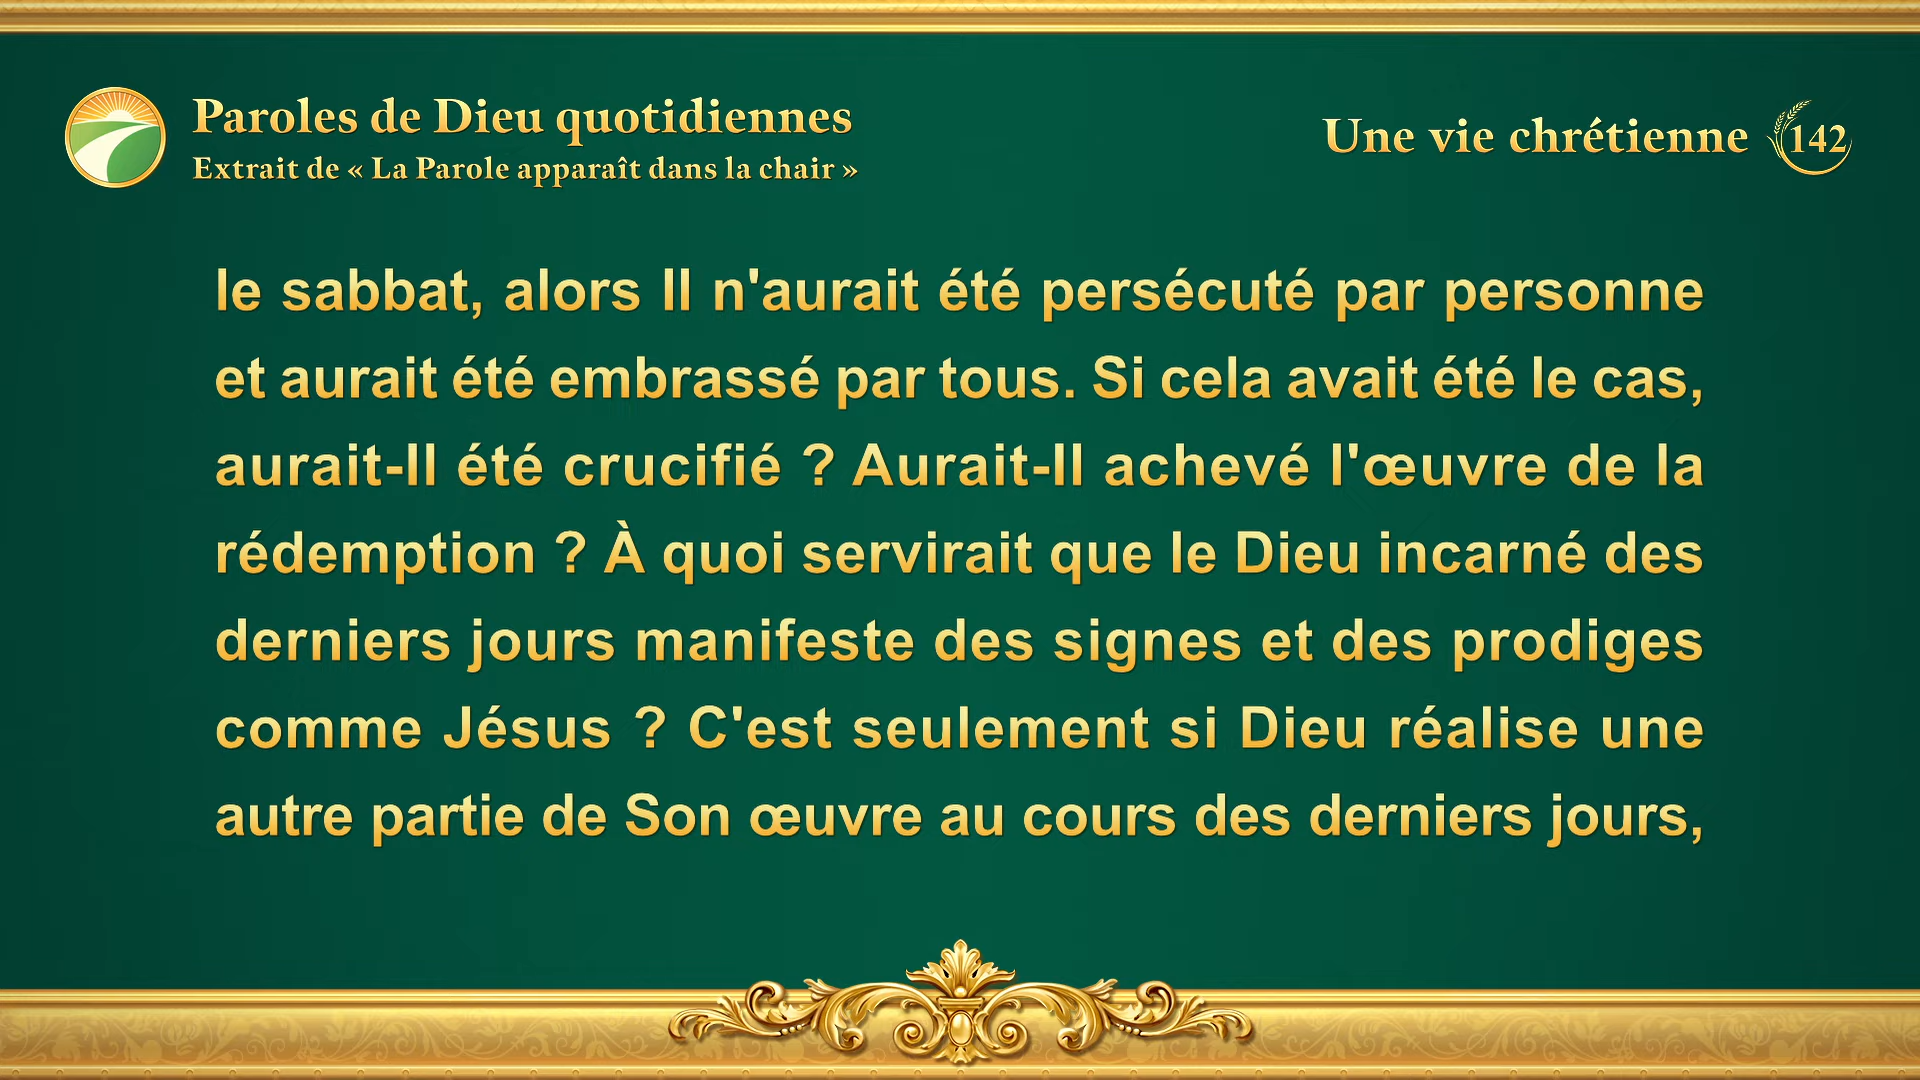 Paroles de Dieu quotidiennes
Extrait de « La Parole apparaît dans la chair »
Une vie chrétienne 142
le sabbat, alors Il n'aurait été persécuté par personne
et aurait été embrassé par tous. Si cela avait été le cas,
aurait-Il été crucifié ? Aurait-Il achevé l'œuvre de la
rédemption ? À quoi servirait que le Dieu incarné des
derniers jours manifeste des signes et des prodiges
comme Jésus ? C'est seulement si Dieu réalise une
autre partie de Son œuvre au cours des derniers jours,